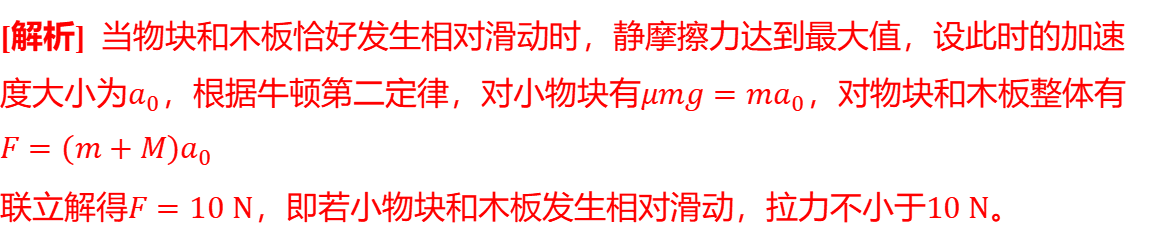 [解析] 当物块和木板恰好发生相对滑动时，静摩擦力达到最大值，设此时的加速
度大小为a₀，根据牛顿第二定律，对小物块有μmg = ma₀，对物块和木板整体有
F = (m + M)a₀
联立解得F = 10 N，即若小物块和木板发生相对滑动，拉力不小于10 N。